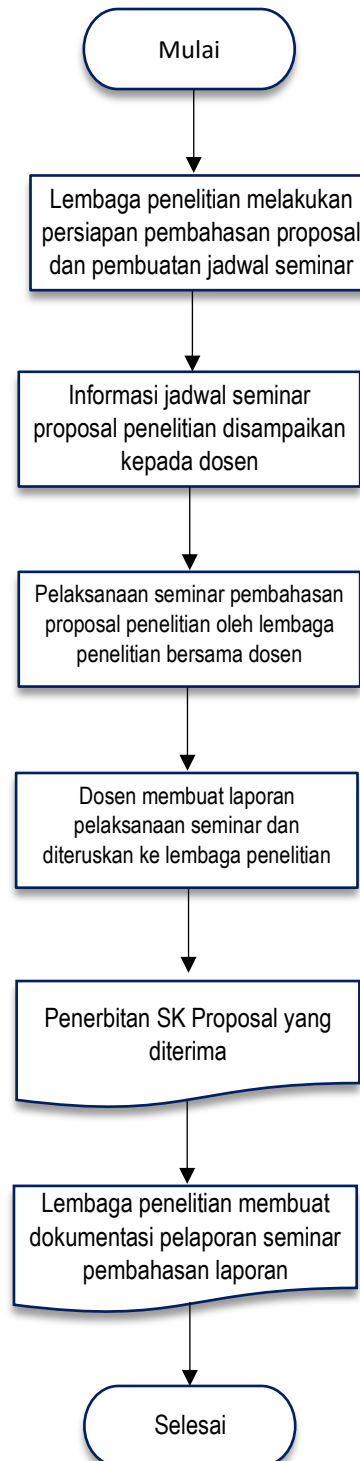 Mulai
Lembaga penelitian melakukan
persiapan pembahasan proposal
dan pembuatan jadwal seminar
Informasi jadwal seminar
proposal penelitian disampaikan
kepada dosen
Pelaksanaan seminar pembahasan
proposal penelitian oleh lembaga
penelitian bersama dosen
Dosen membuat laporan
pelaksanaan seminar dan
diteruskan ke lembaga penelitian
Penerbitan SK Proposal yang
diterima
Lembaga penelitian membuat
dokumentasi pelaporan seminar
pembahasan laporan
Selesai